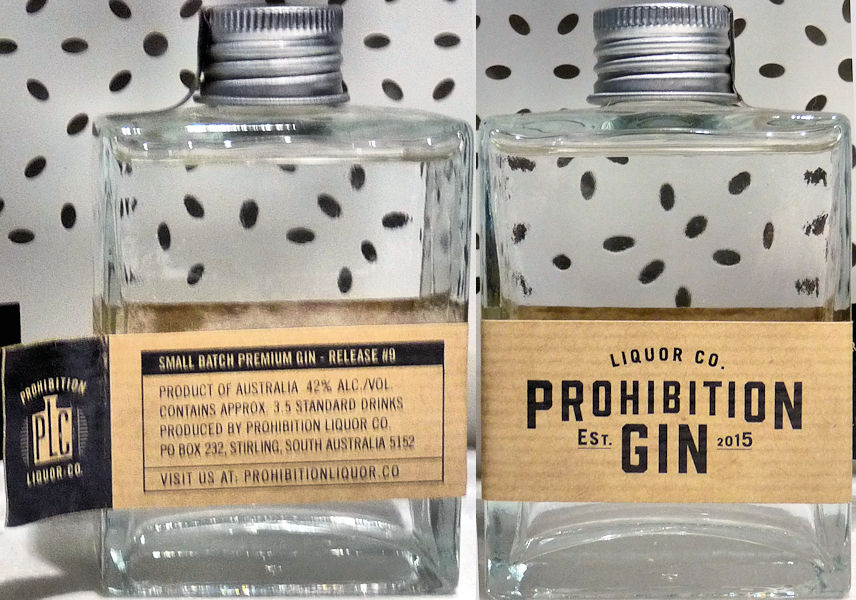 PROHIBITION
PLC
LIQUOR CO.
SMALL BATCH PREMIUM GIN - RELEASE #9
PRODUCT OF AUSTRALIA 42% ALC./VOL.
CONTAINS APPROX. 3.5 STANDARD DRINKS
PRODUCED BY PROHIBITION LIQUOR CO.
PO BOX 232, STIRLING, SOUTH AUSTRALIA 5152
VISIT US AT: PROHIBITIONLIQUOR.CO
LIQUOR CO.
PROHIBITION
EST. GIN 2015